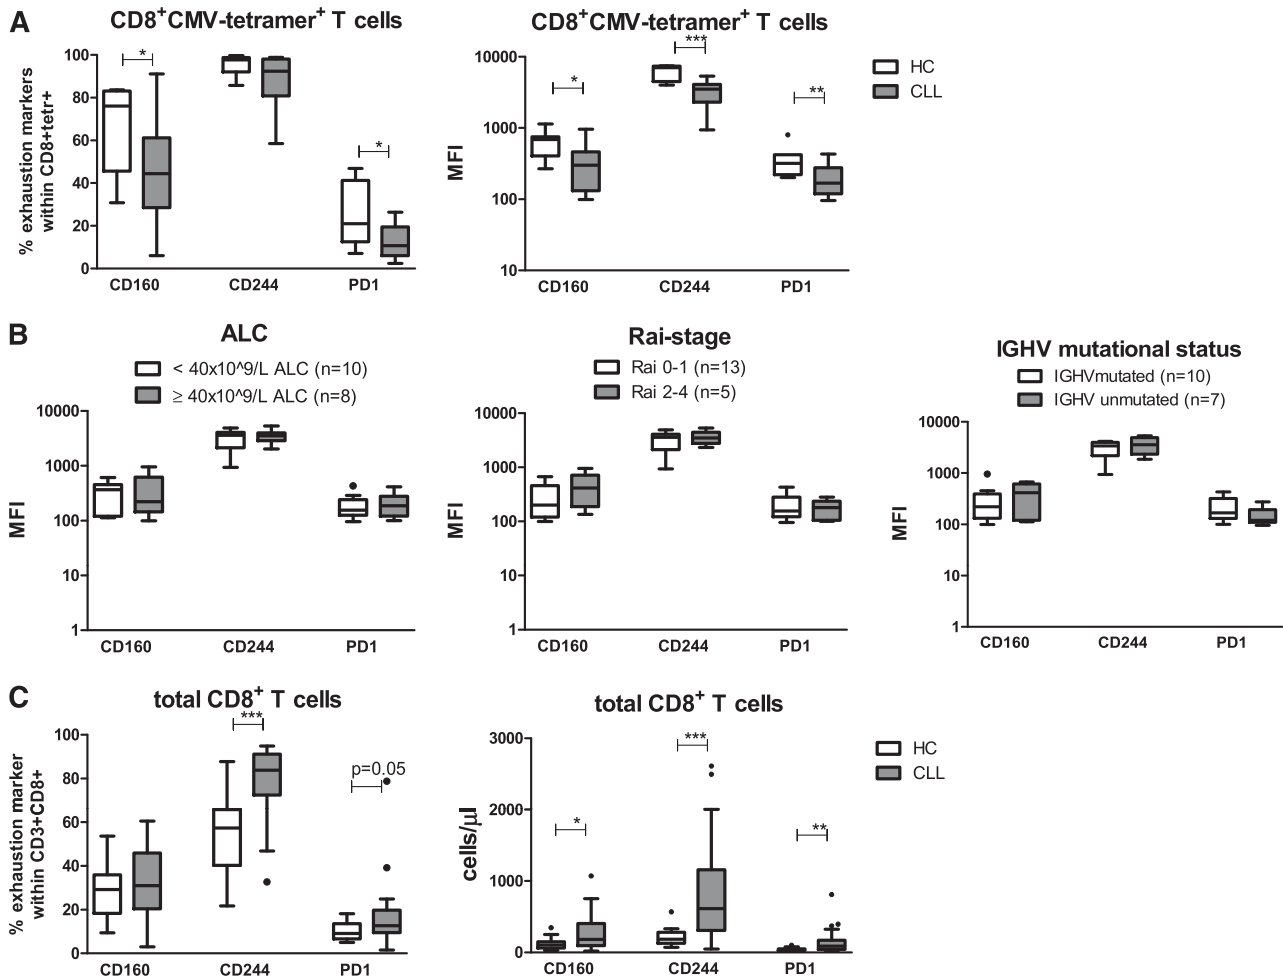 A
CD8+CMV-tetramer+ T cells
% exhaustion markers
within CD8+tetr+
100
80
60
40
20
0
*
*
CD160
CD244
PD1
CD8+CMV-tetramer+ T cells
MFI
10000
1000
100
10
*
***
**
CD160
CD244
PD1
HC
CLL
B
ALC
< 40x10^9/L ALC (n=10)
≥ 40x10^9/L ALC (n=8)
MFI
10000
1000
100
10
1
CD160
CD244
PD1
Rai-stage
Rai 0-1 (n=13)
Rai 2-4 (n=5)
MFI
10000
1000
100
10
1
CD160
CD244
PD1
IGHV mutational status
IGHVmutated (n=10)
IGHV unmutated (n=7)
MFI
10000
1000
100
10
1
CD160
CD244
PD1
C
total CD8+ T cells
% exhaustion marker
within CD3+CD8+
100
80
60
40
20
0
***
p=0.05
CD160
CD244
PD1
total CD8+ T cells
cells/µl
3000
2000
1000
0
*
***
**
CD160
CD244
PD1
HC
CLL